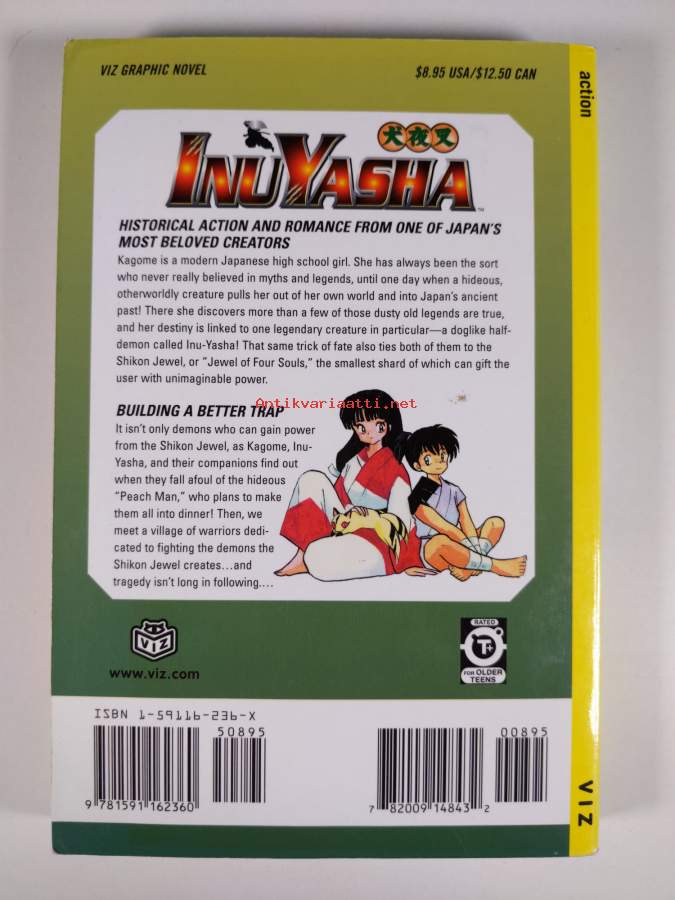 VIZ GRAPHIC NOVEL
$8.95 USA/$12.50 CAN
action
犬夜叉
INUYASHA™
HISTORICAL ACTION AND ROMANCE FROM ONE OF JAPAN'S
MOST BELOVED CREATORS
Kagome is a modern Japanese high school girl. She has always been the sort
who never really believed in myths and legends, until one day when a hideous,
otherworldly creature pulls her out of her own world and into Japan's ancient
past! There she discovers more than a few of those dusty old legends are true,
and her destiny is linked to one legendary creature in particular—a doglike half-
demon called Inu-Yasha! That same trick of fate also ties both of them to the
Shikon Jewel, or "Jewel of Four Souls," the smallest shard of which can gift the
user with unimaginable power.
Antikvariaatti.net
BUILDING A BETTER TRAP
It isn't only demons who can gain power
from the Shikon Jewel, as Kagome, Inu-
Yasha, and their companions find out
when they fall afoul of the hideous
"Peach Man," who plans to make
them all into dinner! Then, we
meet a village of warriors dedi-
cated to fighting the demons the
Shikon Jewel creates...and
tragedy isn't long in following....
VIZ
www.viz.com
RATED
T+
FOR OLDER
TEENS
ISBN 1-59116-236-X
50895
9 781591 162360
00895
7 82009 14843 2
VIZ